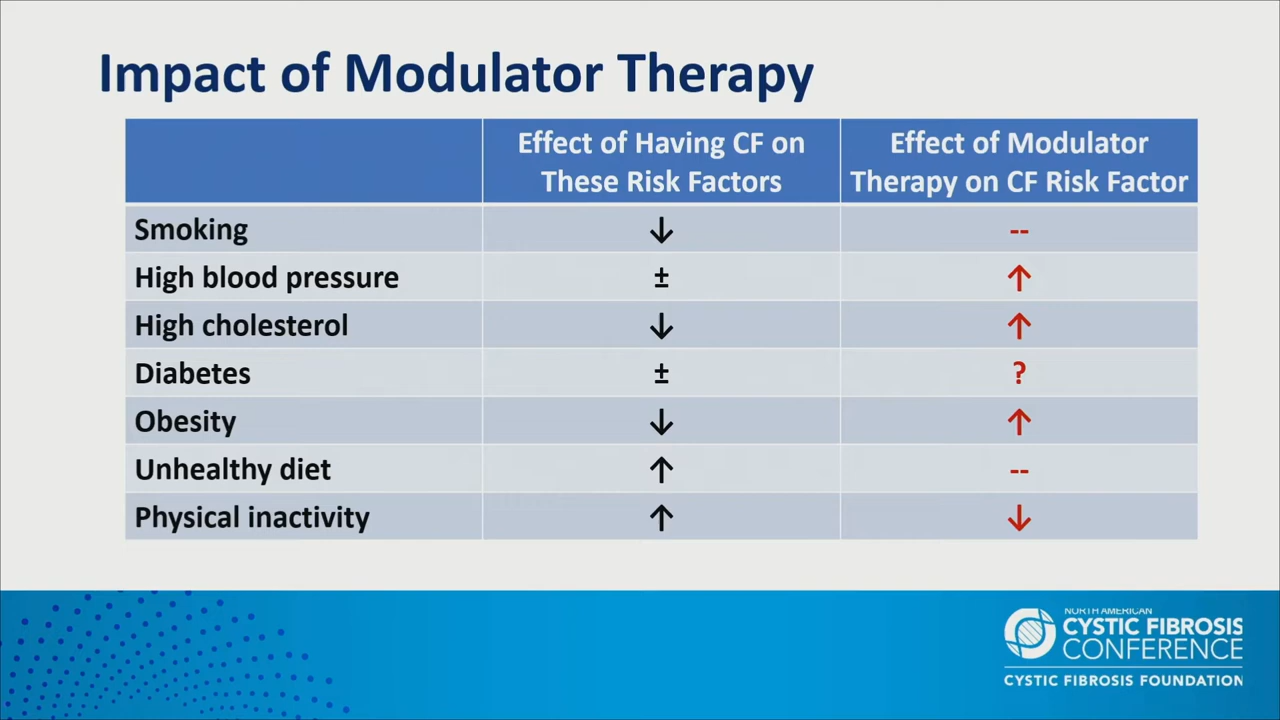 Impact of Modulator Therapy
Effect of Having CF on
These Risk Factors
Effect of Modulator
Therapy on CF Risk Factor
Smoking ↓ --
High blood pressure ± ↑
High cholesterol ↓ ↑
Diabetes ± ?
Obesity ↓ ↑
Unhealthy diet ↑ --
Physical inactivity ↑ ↓
NORTH AMERICAN
CYSTIC FIBROSIS
CONFERENCE
CYSTIC FIBROSIS FOUNDATION